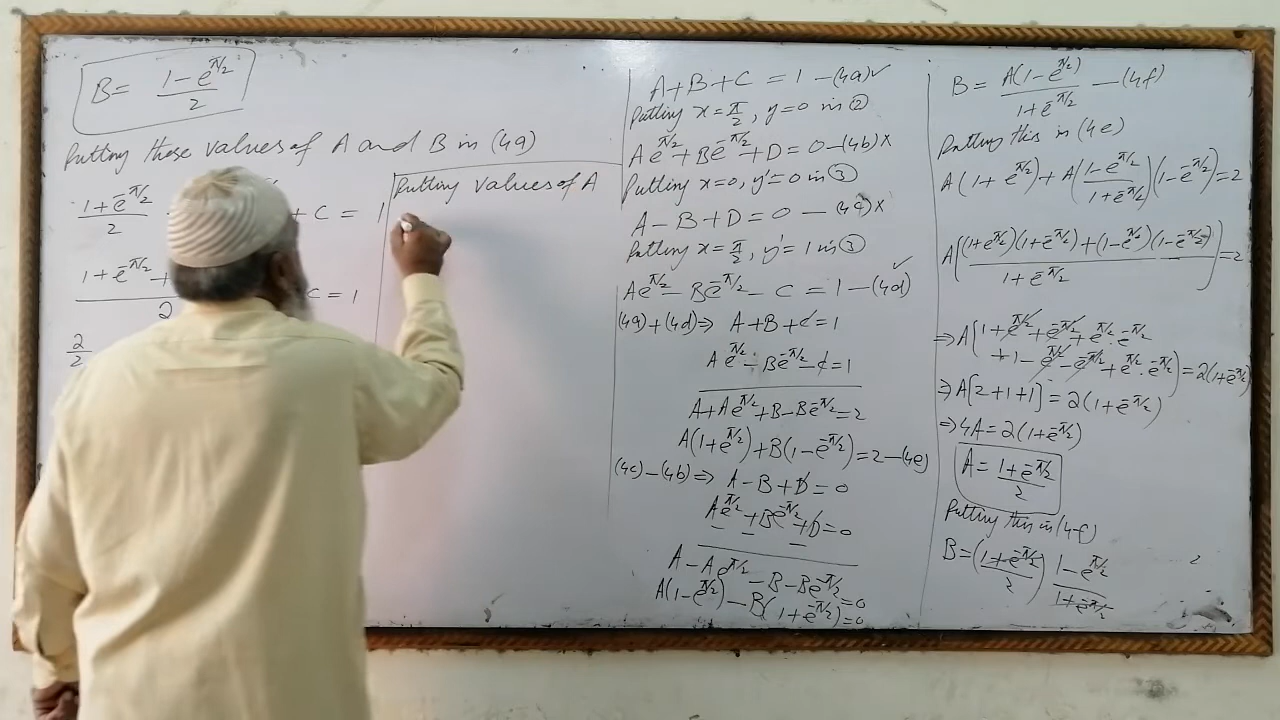 B = (1-e^{π/2})/2
Putting these values of A and B in (4a)
(1+e^{-π/2})/2 + C = 1
(1+e^{-π/2}+ )/2 C = 1
2/2
Putting values of A
A+B+C = 1 — (4a)✓
Putting x = π/2, y=0 in ②
Ae^{π/2}+Be^{-π/2}+D=0—(4b)×
Putting x=0, y'=0 in ③
A-B+D=0 — (4c)×
Putting x=π/2, y'=1 in ③
Ae^{π/2}-Be^{-π/2}-C=1—(4d)✓
(4a)+(4d)⇒ A+B+C=1
Ae^{π/2}-Be^{-π/2}-C=1
A+Ae^{π/2}+B-Be^{-π/2}=2
A(1+e^{π/2})+B(1-e^{-π/2})=2—(4e)
(4c)-(4b)⇒ A-B+D=0
Ae^{π/2}+Be^{-π/2}+D=0
- - -
A-Ae^{π/2}-B-Be^{-π/2}=0
A(1-e^{π/2})-B(1+e^{-π/2})=0
B = A(1-e^{π/2})/(1+e^{-π/2}) —(4f)
Putting this in (4e)
A(1+e^{π/2})+A((1-e^{π/2})/(1+e^{-π/2}))(1-e^{-π/2})=2
A[((1+e^{π/2})(1+e^{-π/2})+(1-e^{π/2})(1-e^{-π/2}))/(1+e^{-π/2})]=2
⇒A[1+e^{-π/2}+e^{π/2}+e^{π/2}.e^{-π/2}
+1-e^{-π/2}-e^{π/2}+e^{π/2}.e^{-π/2}]=2(1+e^{-π/2})
⇒A[2+1+1]=2(1+e^{-π/2})
⇒4A=2(1+e^{-π/2})
A=(1+e^{-π/2})/2
Putting this in (4f)
B=((1+e^{-π/2})/2) (1-e^{π/2})/(1+e^{-π/2})